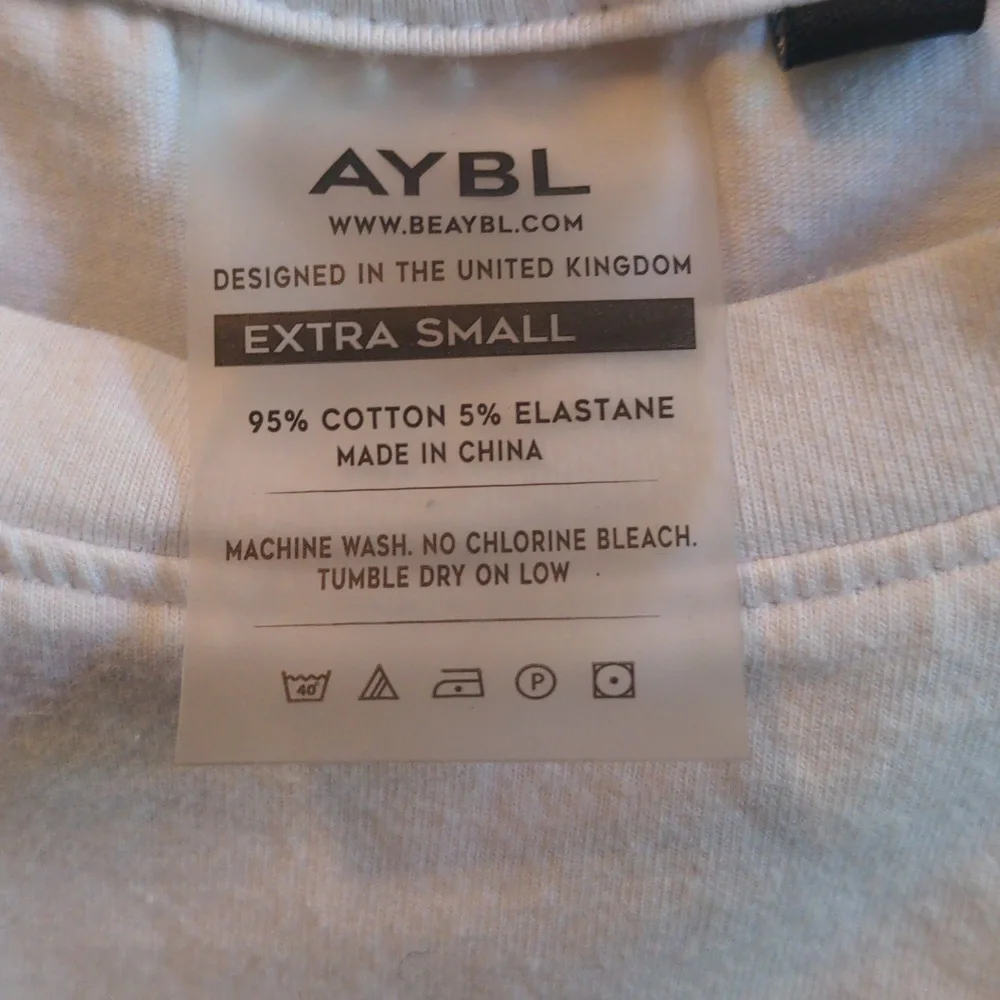 AYBL
WWW.BEAYBL.COM
DESIGNED IN THE UNITED KINGDOM
EXTRA SMALL
95% COTTON 5% ELASTANE
MADE IN CHINA
MACHINE WASH. NO CHLORINE BLEACH.
TUMBLE DRY ON LOW
40° P